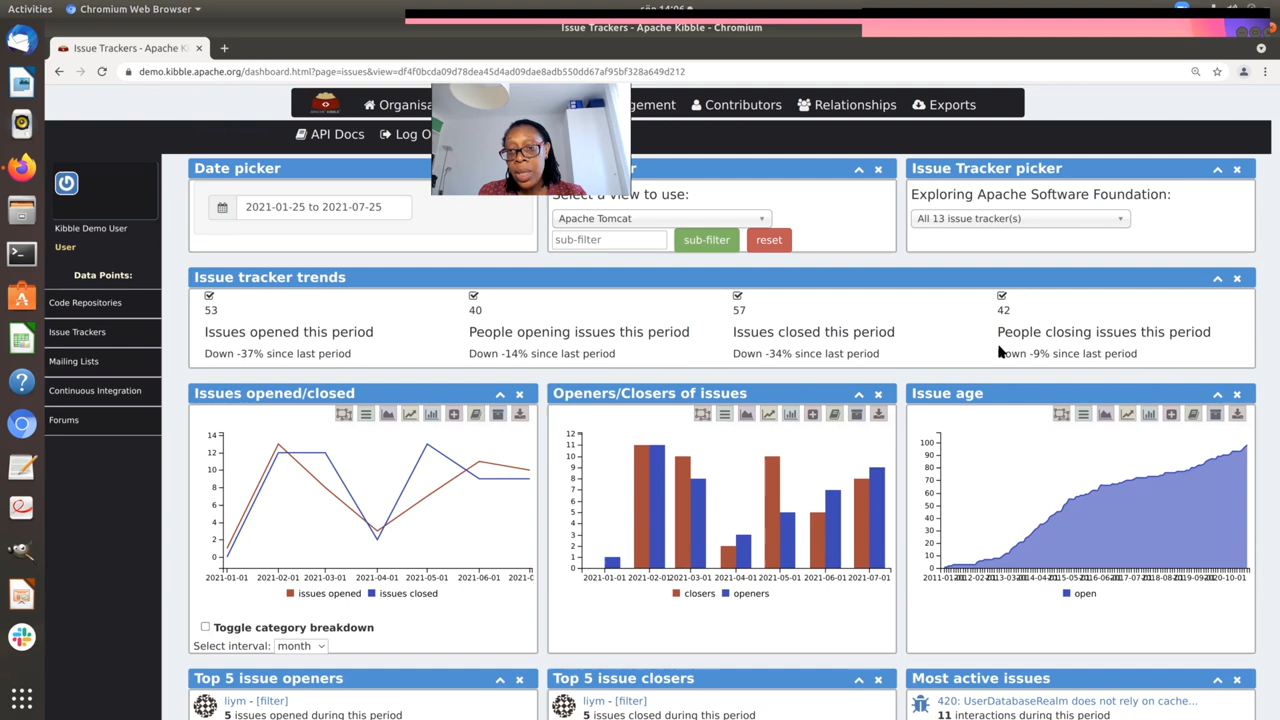 Activities
Chromium Web Browser
Issue Trackers - Apache Kibble - Chromium
Issue Trackers - Apache K
demo.kibble.apache.org/dashboard.html?page=issues&view=df4f0bcda09d78dea45d4ad09dae8adb550dd67af95bf328a649d212
Organisa
gement
Contributors
Relationships
Exports
API Docs
Log O
Kibble Demo User
User
Data Points:
Code Repositories
Issue Trackers
Mailing Lists
Continuous Integration
Forums
Date picker
2021-01-25 to 2021-07-25
Select a view to use:
Apache Tomcat
sub-filter
sub-filter
reset
Issue Tracker picker
Exploring Apache Software Foundation:
All 13 issue tracker(s)
Issue tracker trends
53
Issues opened this period
Down -37% since last period
40
People opening issues this period
Down -14% since last period
57
Issues closed this period
Down -34% since last period
42
People closing issues this period
own -9% since last period
Issues opened/closed
14
12
10
8
6
4
2
0
2021-01-01 2021-02-01 2021-03-01 2021-04-01 2021-05-01 2021-06-01 2021-0
issues opened
issues closed
Toggle category breakdown
Select interval:
month
Openers/Closers of issues
12
11
10
9
8
7
6
5
4
3
2
1
0
2021-01-01 2021-02-01 2021-03-01 2021-04-01 2021-05-01 2021-06-01 2021-07-01
closers
openers
Issue age
100
90
80
70
60
50
40
30
20
10
0
open
Top 5 issue openers
liym - [filter]
5 issues opened during this period
Top 5 issue closers
liym - [filter]
5 issues closed during this period
Most active issues
420: UserDatabaseRealm does not rely on cache...
11 interactions during this period